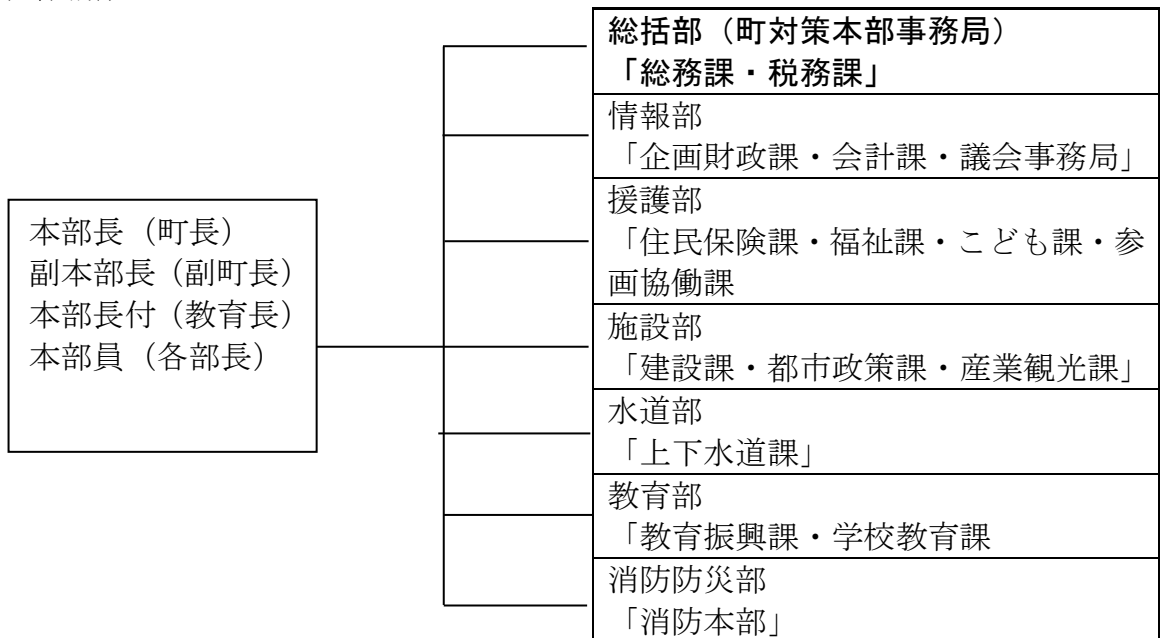 本部長（町長）
副本部長（副町長）
本部長付（教育長）
本部員（各部長）
総括部（町対策本部事務局）
「総務課・税務課」
情報部
「企画財政課・会計課・議会事務局」
援護部
「住民保険課・福祉課・こども課・参
画協働課
施設部
「建設課・都市政策課・産業観光課」
水道部
「上下水道課」
教育部
「教育振興課・学校教育課
消防防災部
「消防本部」